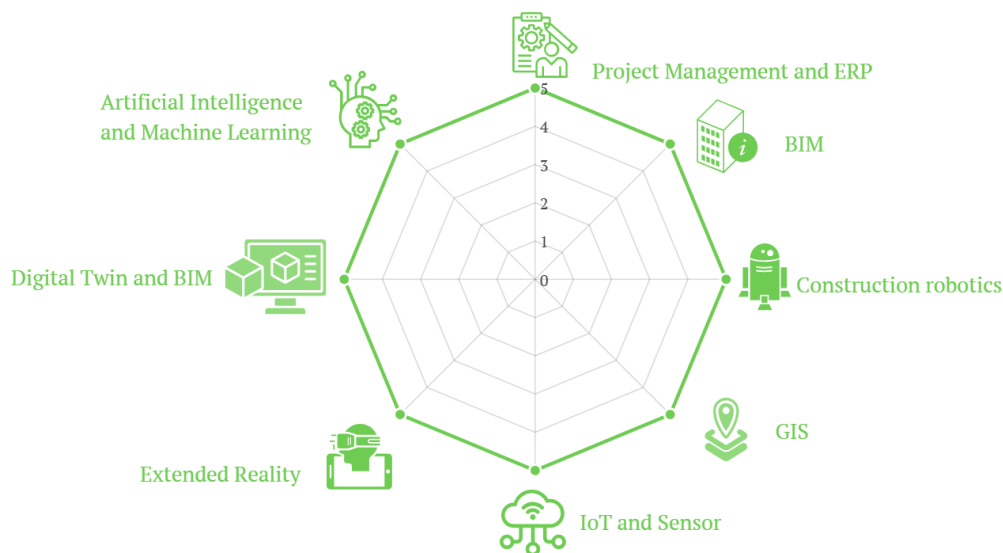 Project Management and ERP
Artificial Intelligence
and Machine Learning
BIM
5
4
3
2
1
0
Digital Twin and BIM
Construction robotics
GIS
Extended Reality
IoT and Sensor
i